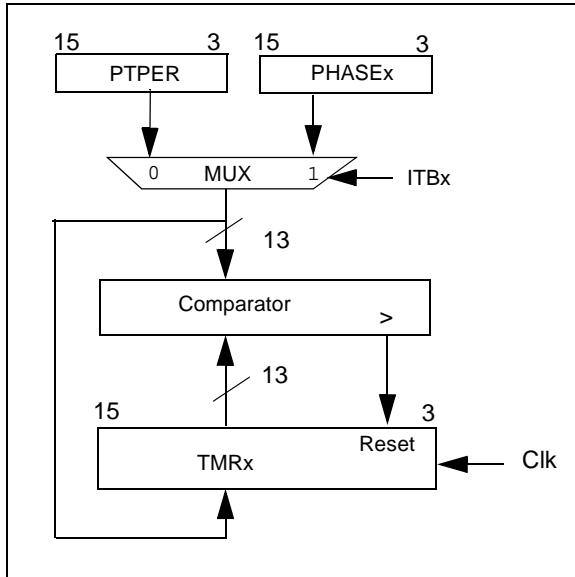 15 3 15 3
PTPER PHASEx
0 MUX 1 ITBx
13
Comparator
>
13
15 3
Reset
TMRx Clk